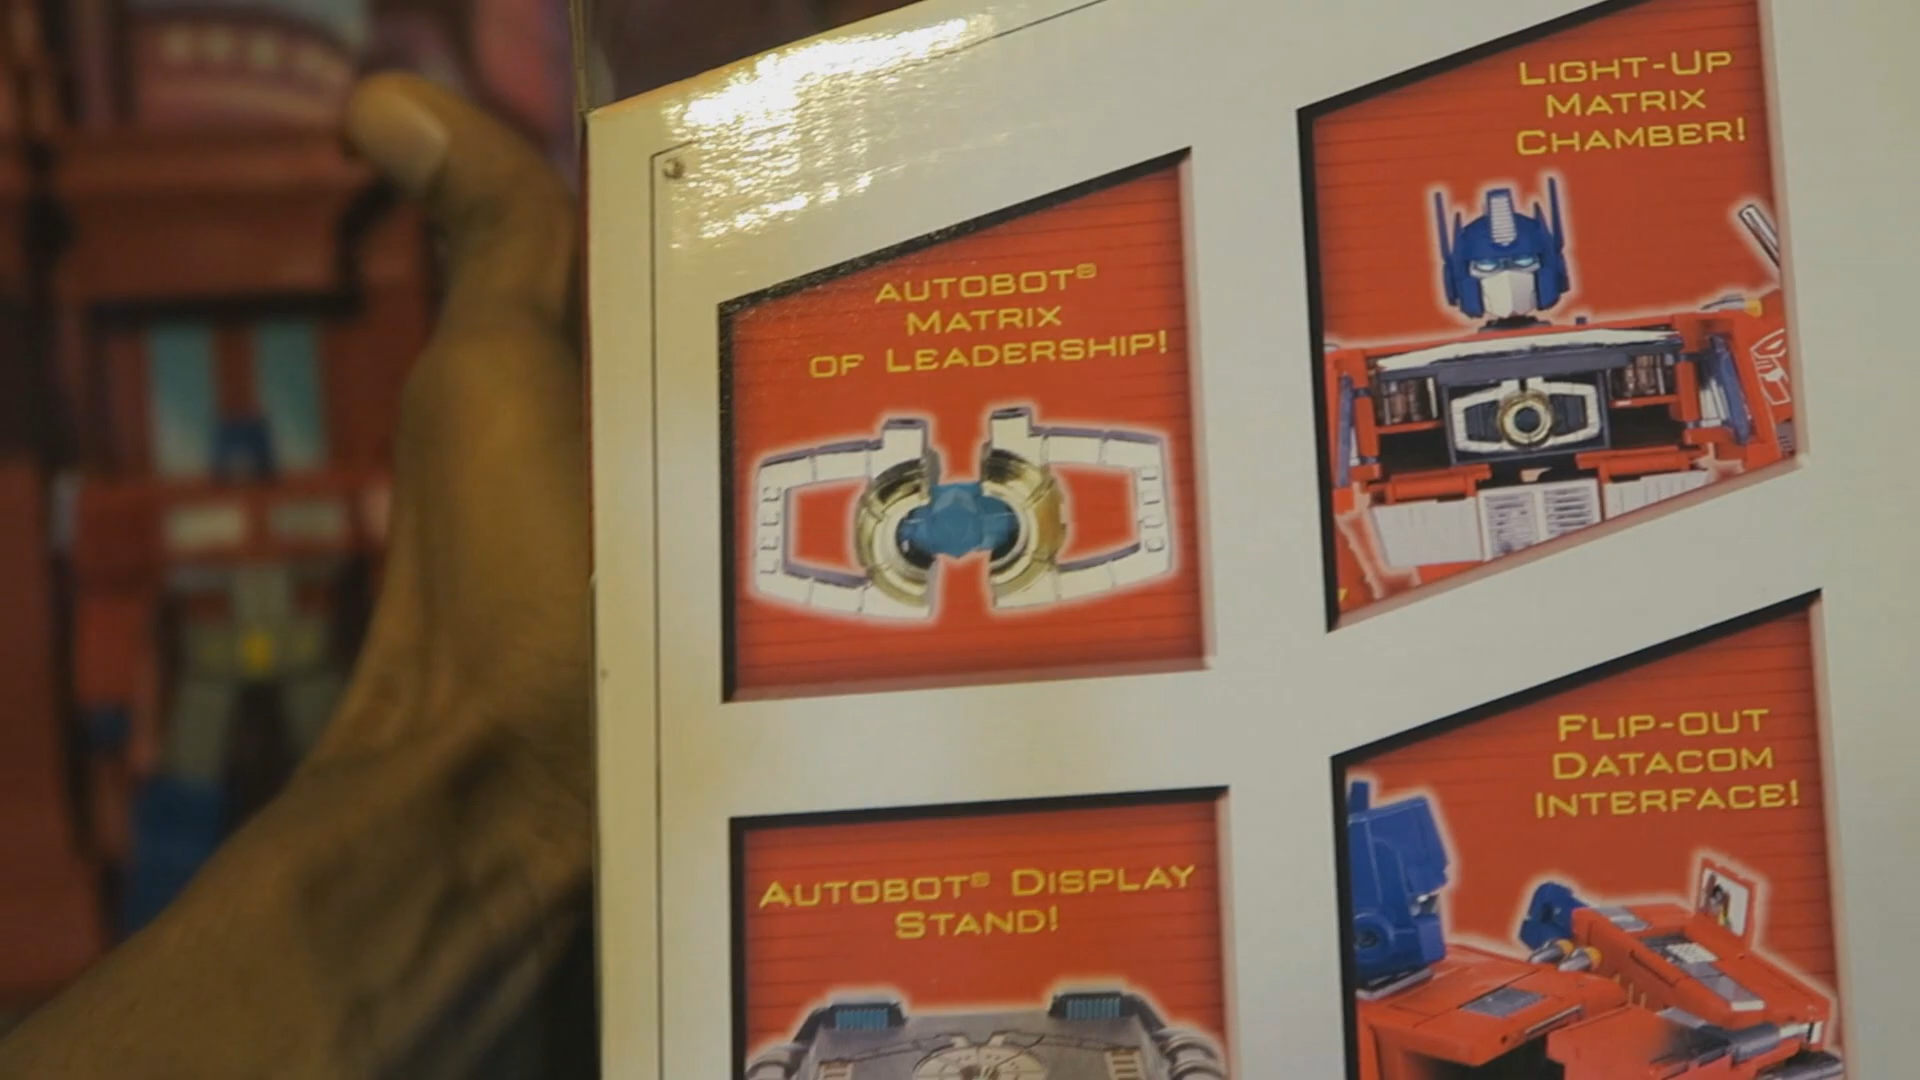 AUTOBOT®
MATRIX
OF LEADERSHIP!
LIGHT-UP
MATRIX
CHAMBER!
AUTOBOT® DISPLAY
STAND!
FLIP-OUT
DATACOM
INTERFACE!